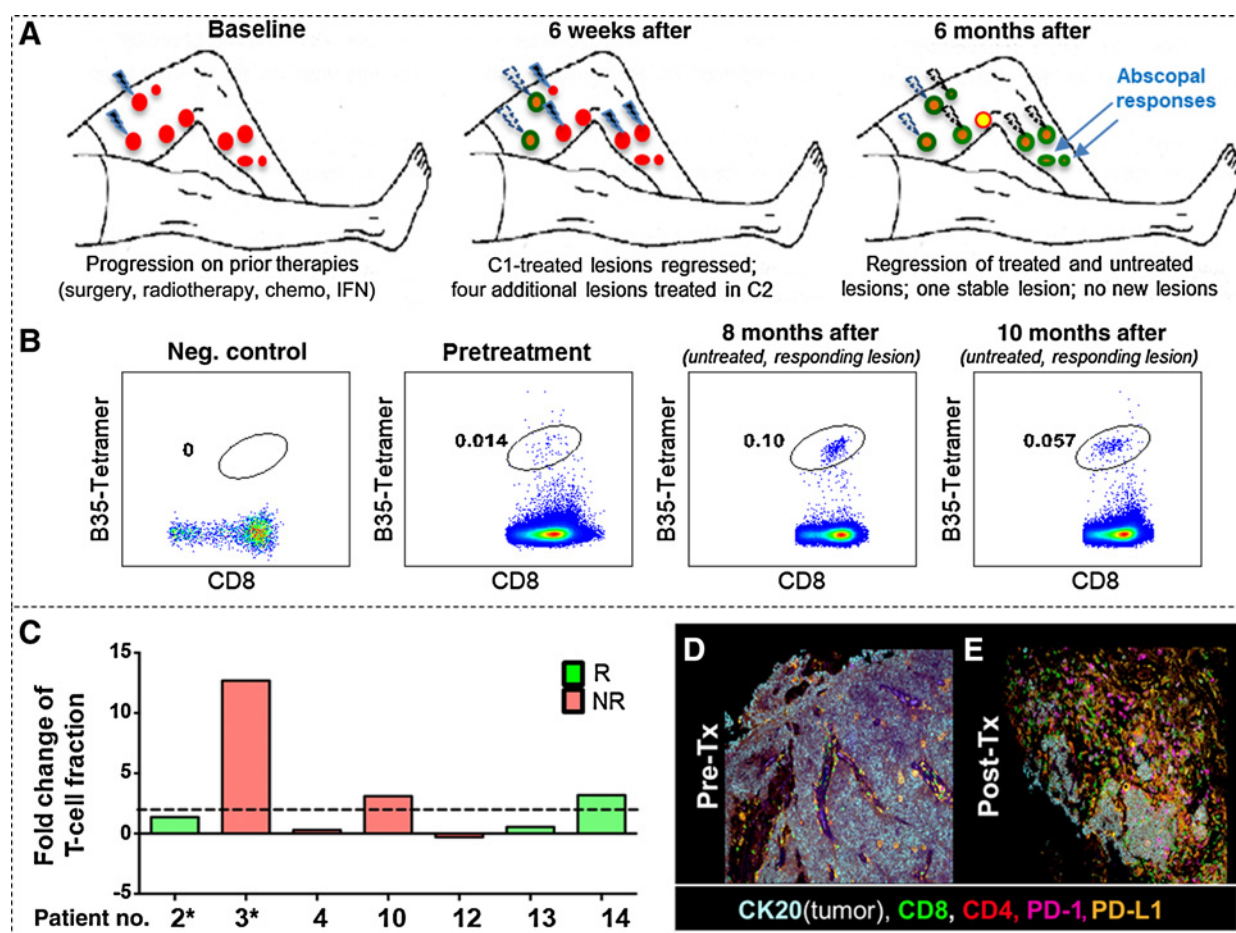 A
Baseline
6 weeks after
6 months after
Abscopal
responses
Progression on prior therapies
(surgery, radiotherapy, chemo, IFN)
C1-treated lesions regressed;
four additional lesions treated in C2
Regression of treated and untreated
lesions; one stable lesion; no new lesions
B
Neg. control
Pretreatment
8 months after
(untreated, responding lesion)
10 months after
(untreated, responding lesion)
B35-Tetramer
0
CD8
B35-Tetramer
0.014
CD8
B35-Tetramer
0.10
CD8
B35-Tetramer
0.057
CD8
C
Fold change of
T-cell fraction
15
10
5
0
-5
R
NR
Patient no. 2* 3* 4 10 12 13 14
D
Pre-Tx
E
Post-Tx
CK20(tumor), CD8, CD4, PD-1, PD-L1